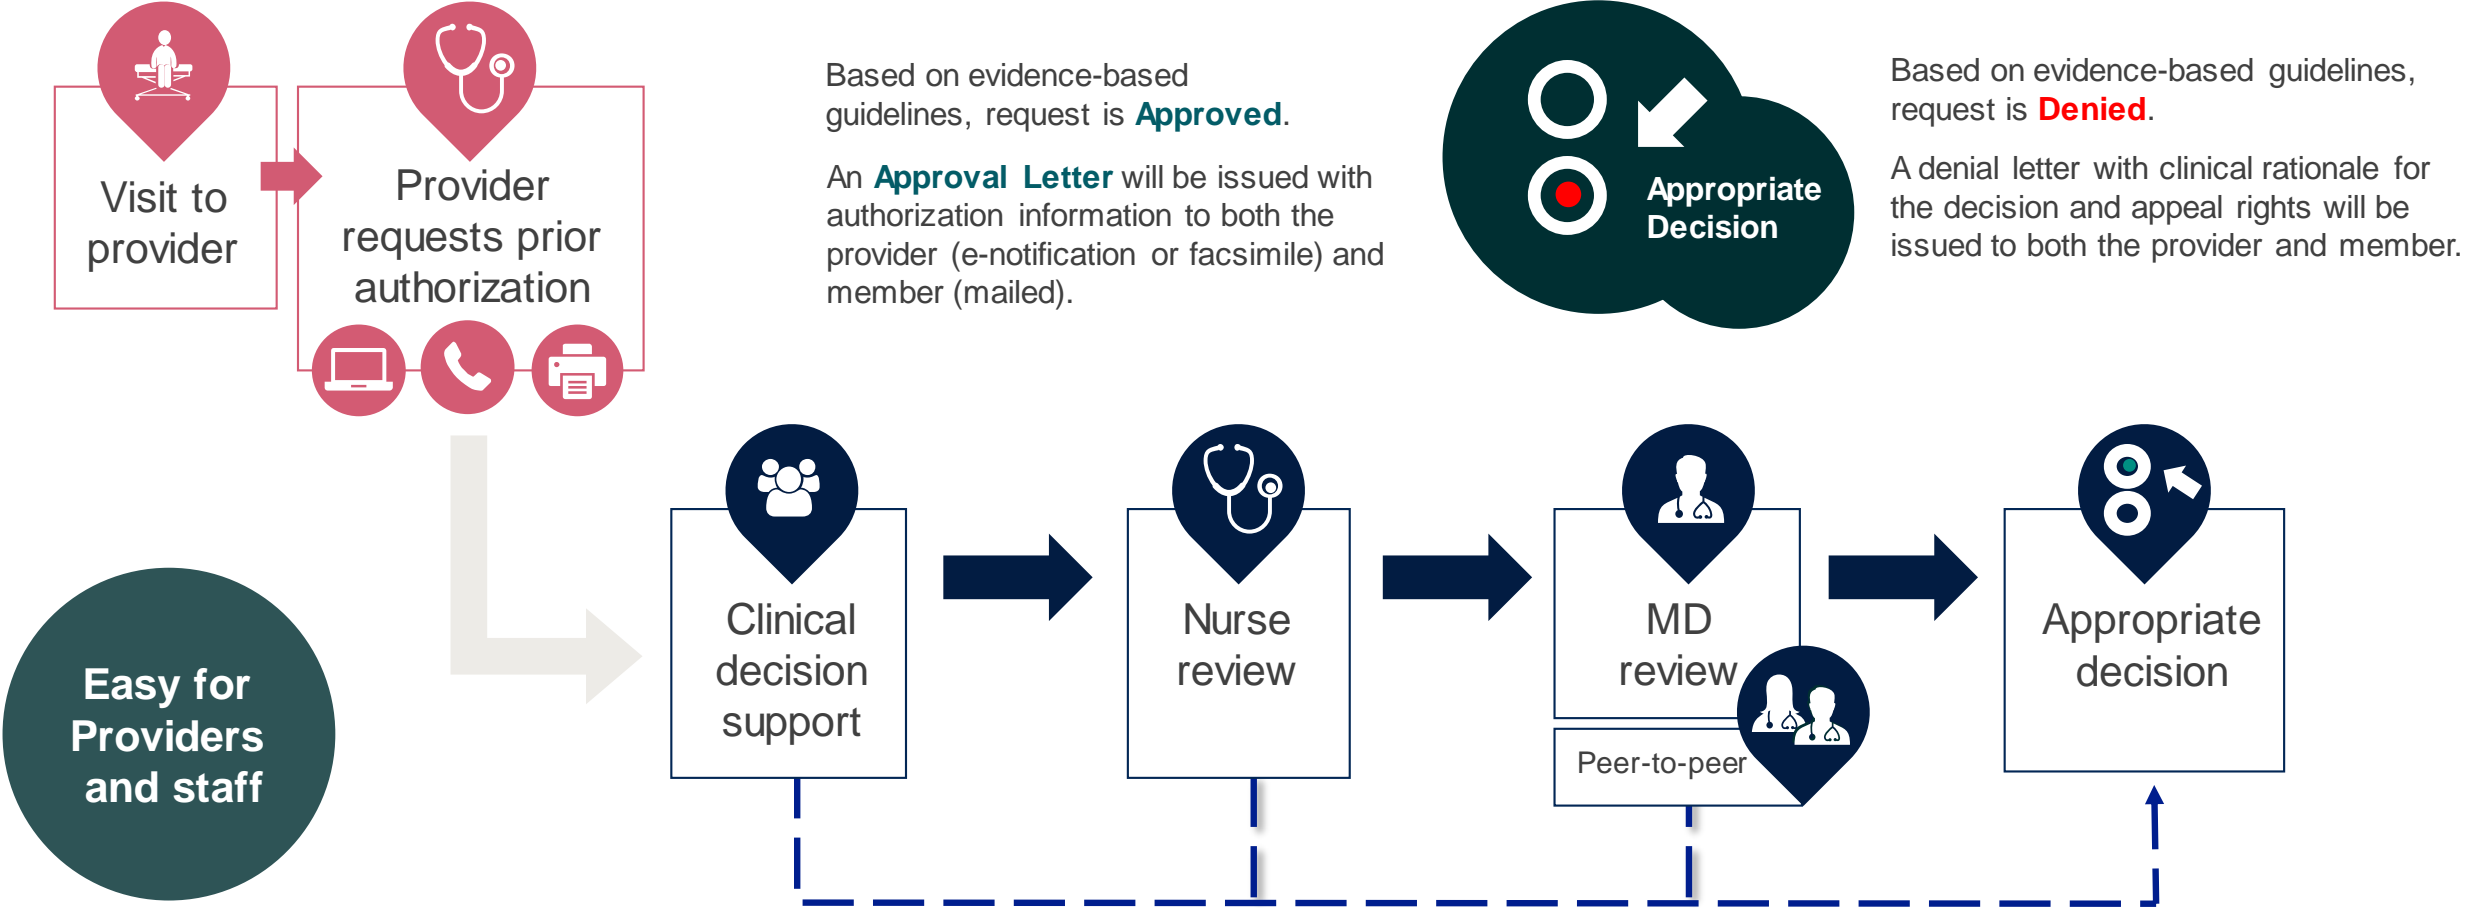 Visit to
provider
Provider
requests prior
authorization
Based on evidence-based
guidelines, request is Approved.
An Approval Letter will be issued with
authorization information to both the
provider (e-notification or facsimile) and
member (mailed).
Appropriate
Decision
Based on evidence-based guidelines,
request is Denied.
A denial letter with clinical rationale for
the decision and appeal rights will be
issued to both the provider and member.
Easy for
Providers
and staff
Clinical
decision
support
Nurse
review
MD
review
Peer-to-peer
Appropriate
decision